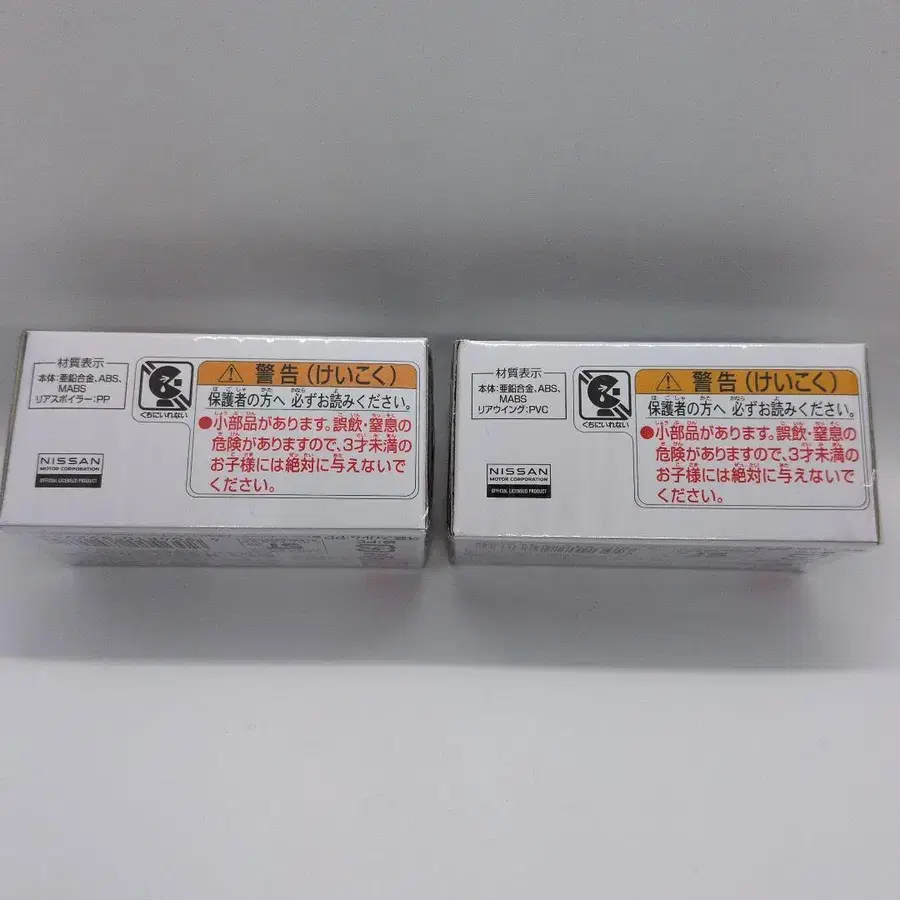 材質表示
本体:亜鉛合金、ABS、
MABS
リアスポイラー:PP
NISSAN
MOTOR CORPORATION
OFFICIAL LICENSED PRODUCT
くちにいれない
警告(けいこく)
保護者の方へ 必ずお読みください。
●小部品があります。誤飲・窒息の
危険がありますので、3才未満の
お子様には絶対に与えないで
ください。
材質表示
本体:亜鉛合金、ABS、
MABS
リアウイング:PVC
NISSAN
MOTOR CORPORATION
OFFICIAL LICENSED PRODUCT
くちにいれない
警告(けいこく)
保護者の方へ 必ずお読みください。
●小部品があります。誤飲・窒息の
危険がありますので、3才未満の
お子様には絶対に与えないで
ください。